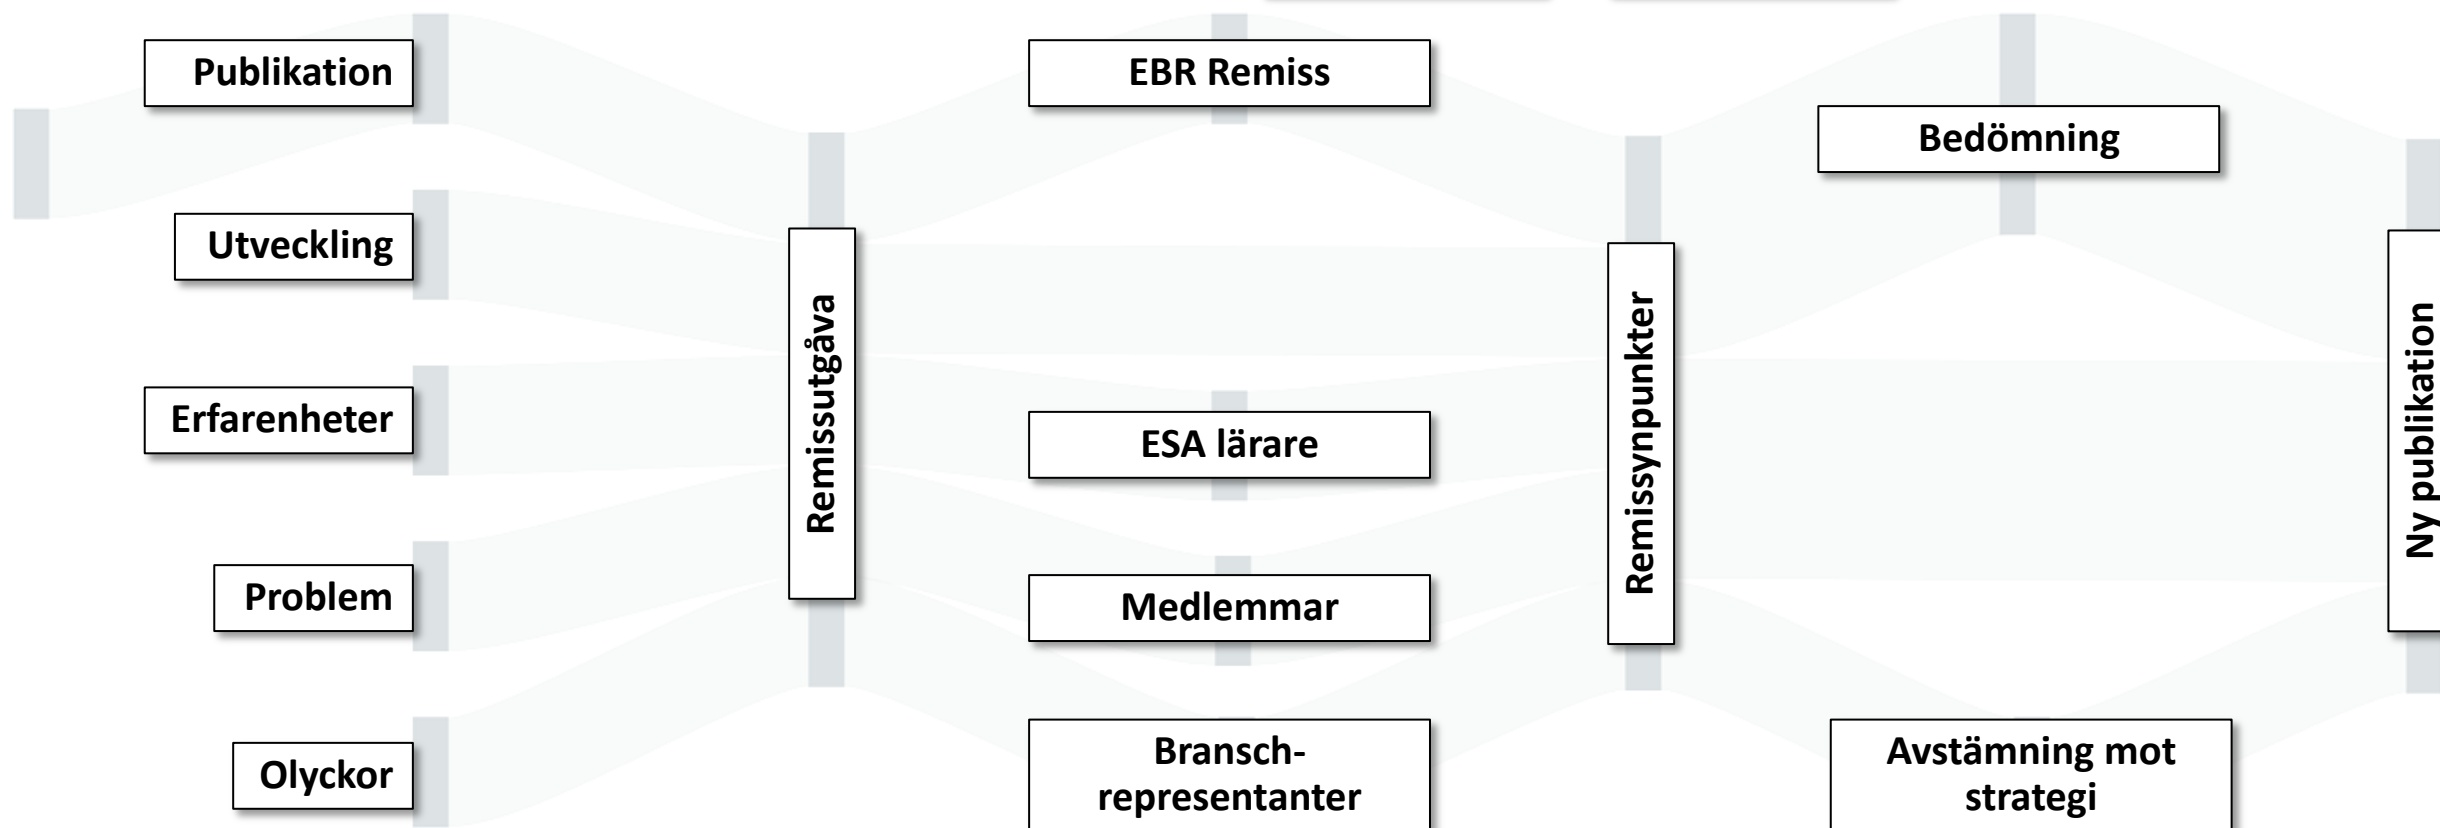 Publikation
Utveckling
Erfarenheter
Problem
Olyckor
Remissutgåva
EBR Remiss
ESA lärare
Medlemmar
Bransch-
representanter
Remissynpunkter
Bedömning
Avstämning mot
strategi
Ny publikation